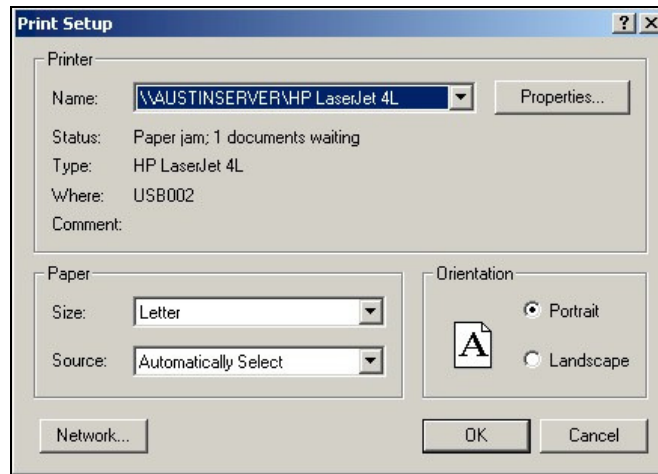 Print Setup
Printer
Name: \\AUSTINSERVER\HP LaserJet 4L Properties...
Status: Paper jam; 1 documents waiting
Type: HP LaserJet 4L
Where: USB002
Comment:
Paper
Size: Letter
Source: Automatically Select
Orientation
A
Portrait
Landscape
Network... OK Cancel